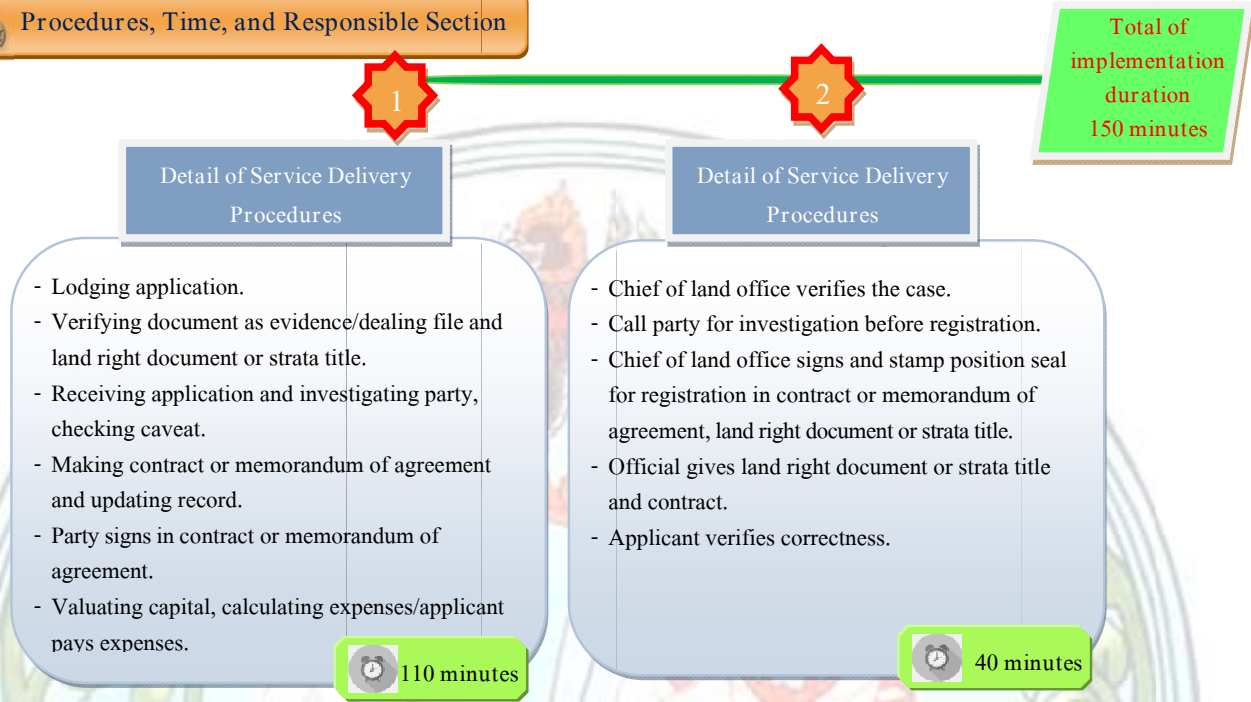 Procedures, Time, and Responsible Section
Total of
implementation
duration
150 minutes
1
2
Detail of Service Delivery
Procedures
- Lodging application.
- Verifying document as evidence/dealing file and
land right document or strata title.
- Receiving application and investigating party,
checking caveat.
- Making contract or memorandum of agreement
and updating record.
- Party signs in contract or memorandum of
agreement.
- Valuating capital, calculating expenses/applicant
pays expenses.
110 minutes
Detail of Service Delivery
Procedures
- Chief of land office verifies the case.
- Call party for investigation before registration.
- Chief of land office signs and stamp position seal
for registration in contract or memorandum of
agreement, land right document or strata title.
- Official gives land right document or strata title
and contract.
- Applicant verifies correctness.
40 minutes